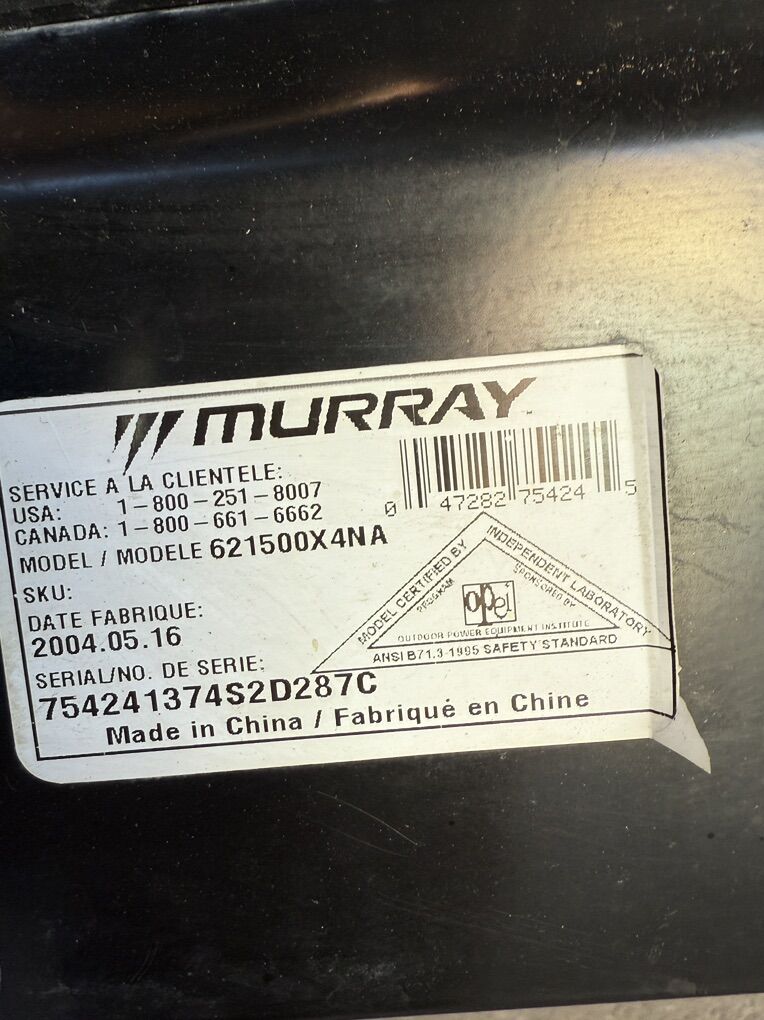 MURRAY
SERVICE A LA CLIENTELE:
USA: 1-800-251-8007
CANADA: 1-800-661-6662
MODEL / MODELE 621500X4NA
SKU:
DATE FABRIQUE:
2004.05.16
SERIAL/NO. DE SERIE:
754241374S2D287C
Made in China / Fabriqué en Chine
0 47282 75424 5
MODEL CERTIFIED BY
INDEPENDENT LABORATORY
PROGRAM
SPONSORED BY
opei
OUTDOOR POWER EQUIPMENT INSTITUTE
ANSI B71.3-1995 SAFETY STANDARD